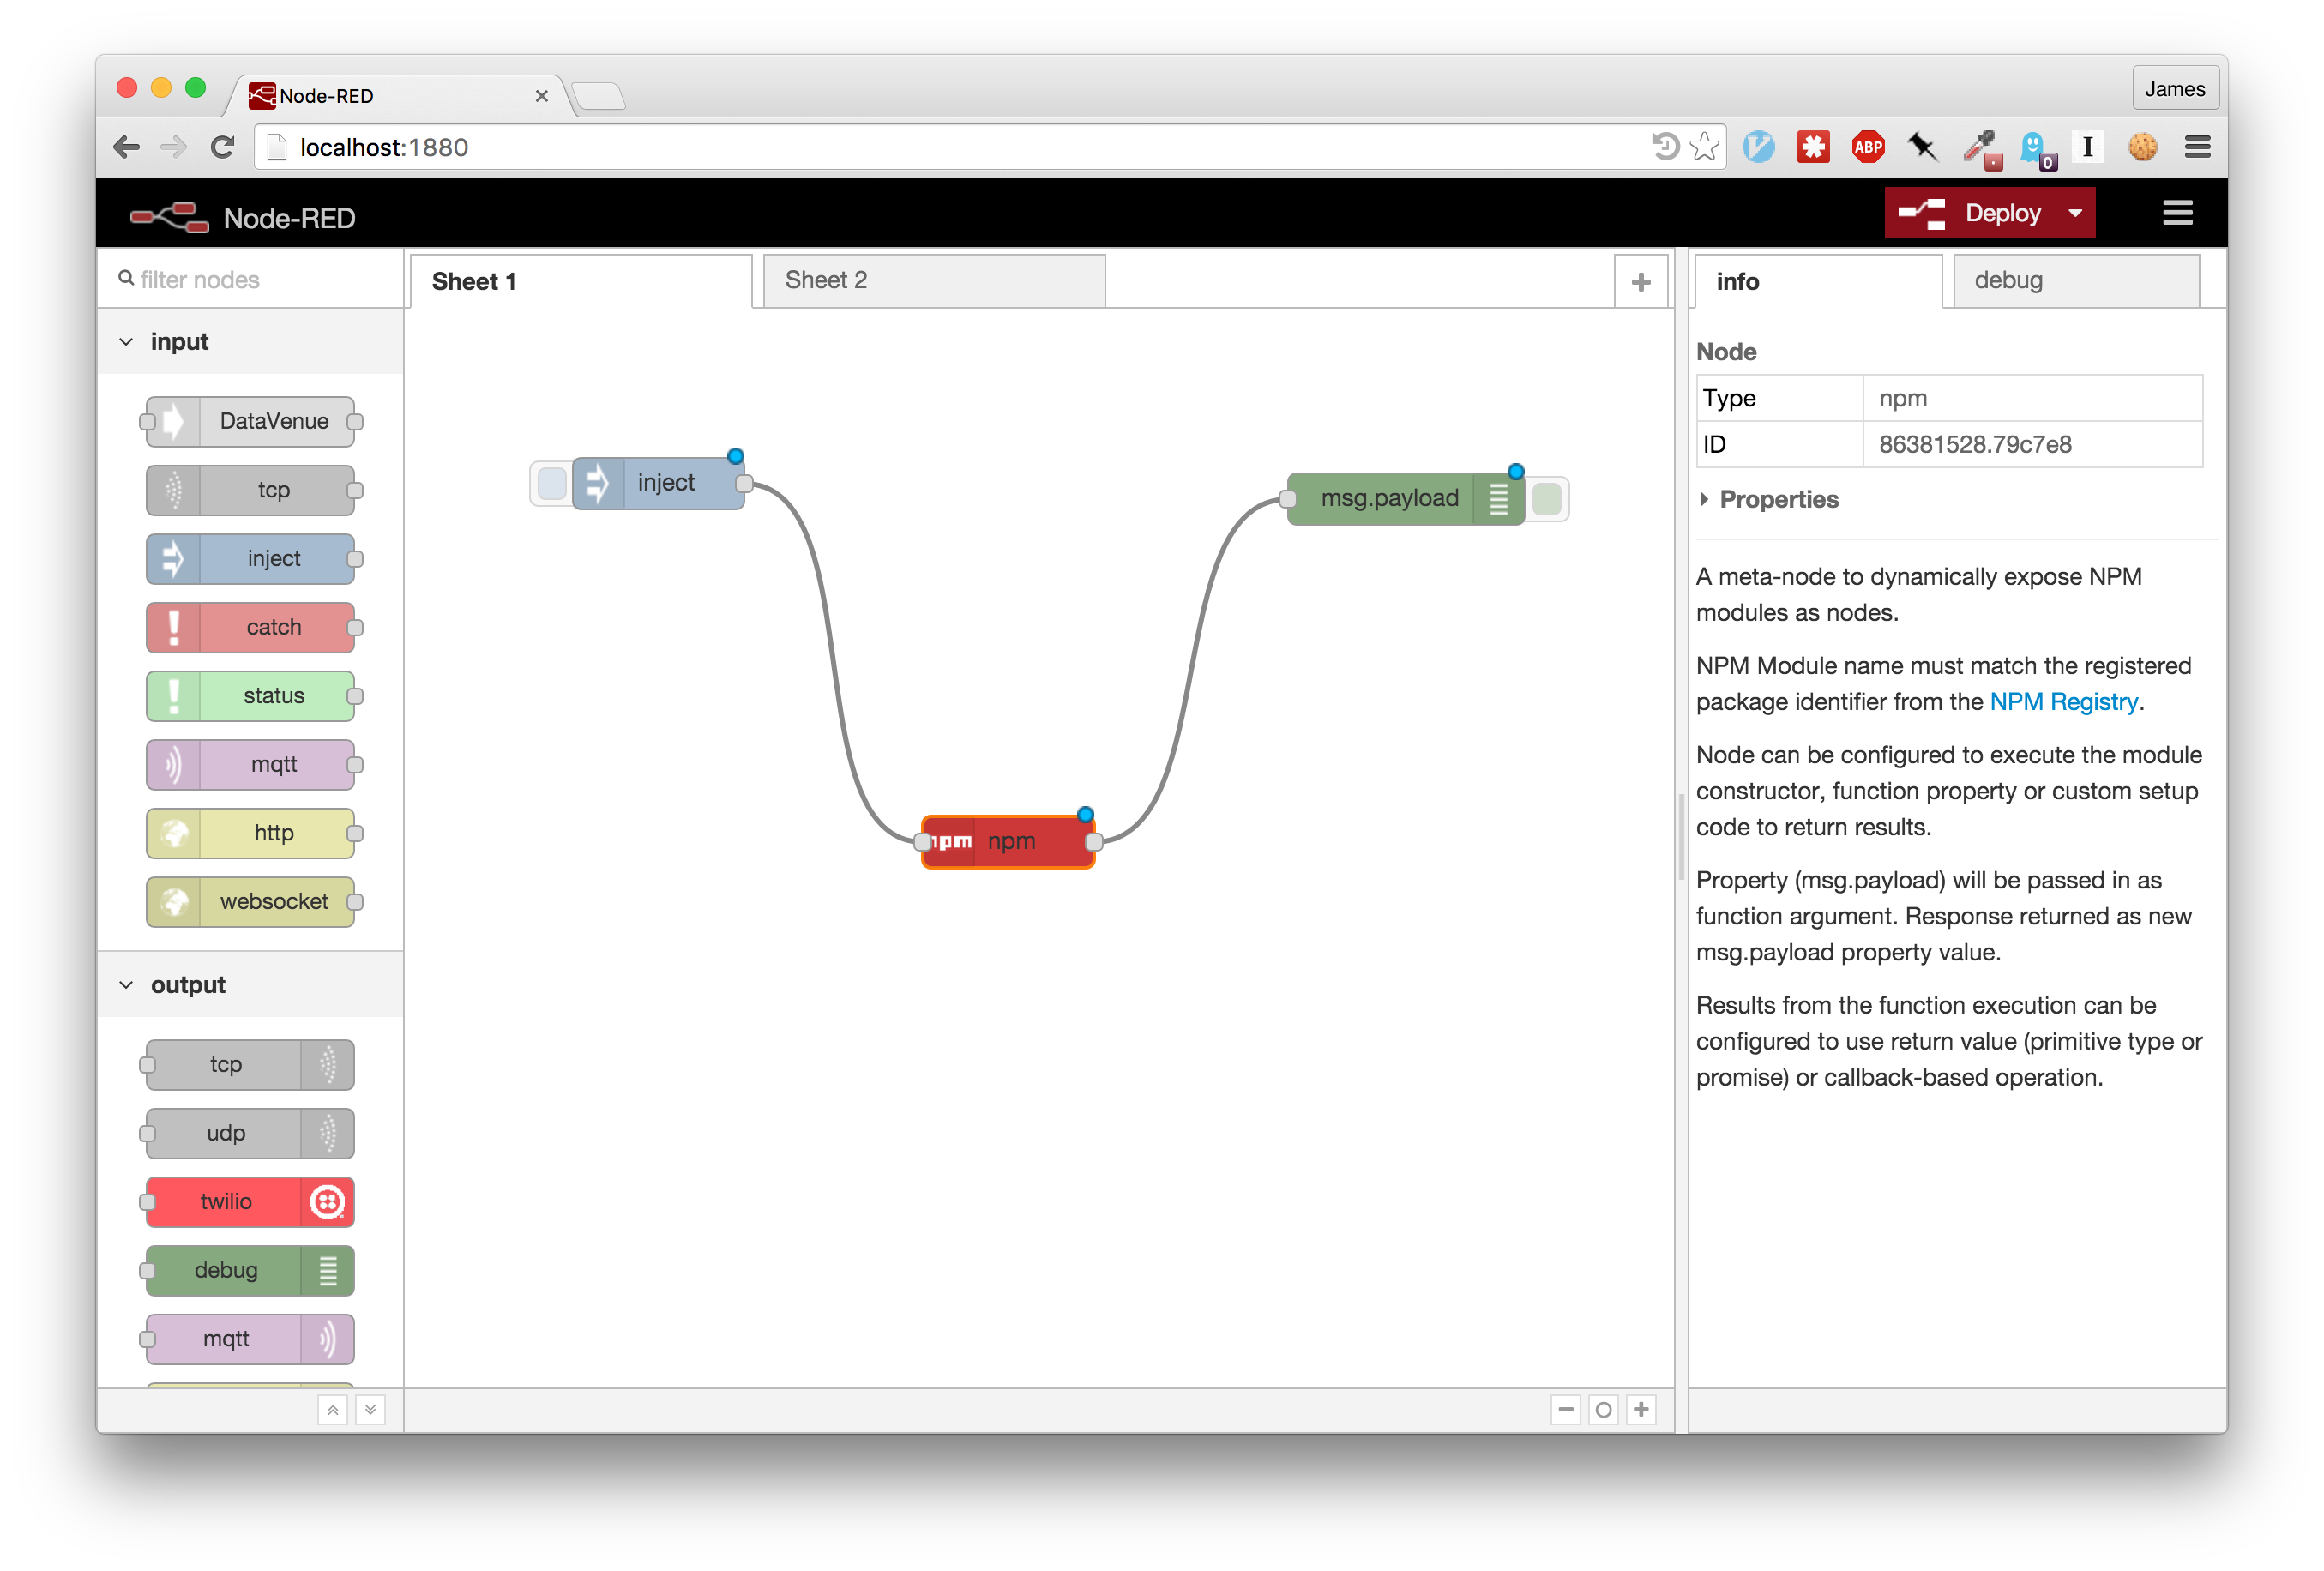 Node-RED
James
localhost:1880
ABP
0
I
Node-RED
Deploy
filter nodes
input
DataVenue
tcp
inject
catch
status
mqtt
http
websocket
output
tcp
udp
twilio
debug
mqtt
Sheet 1
Sheet 2
inject
msg.payload
npm
npm
info
debug
Node
Type
npm
ID
86381528.79c7e8
Properties
A meta-node to dynamically expose NPM
modules as nodes.
NPM Module name must match the registered
package identifier from the NPM Registry.
Node can be configured to execute the module
constructor, function property or custom setup
code to return results.
Property (msg.payload) will be passed in as
function argument. Response returned as new
msg.payload property value.
Results from the function execution can be
configured to use return value (primitive type or
promise) or callback-based operation.